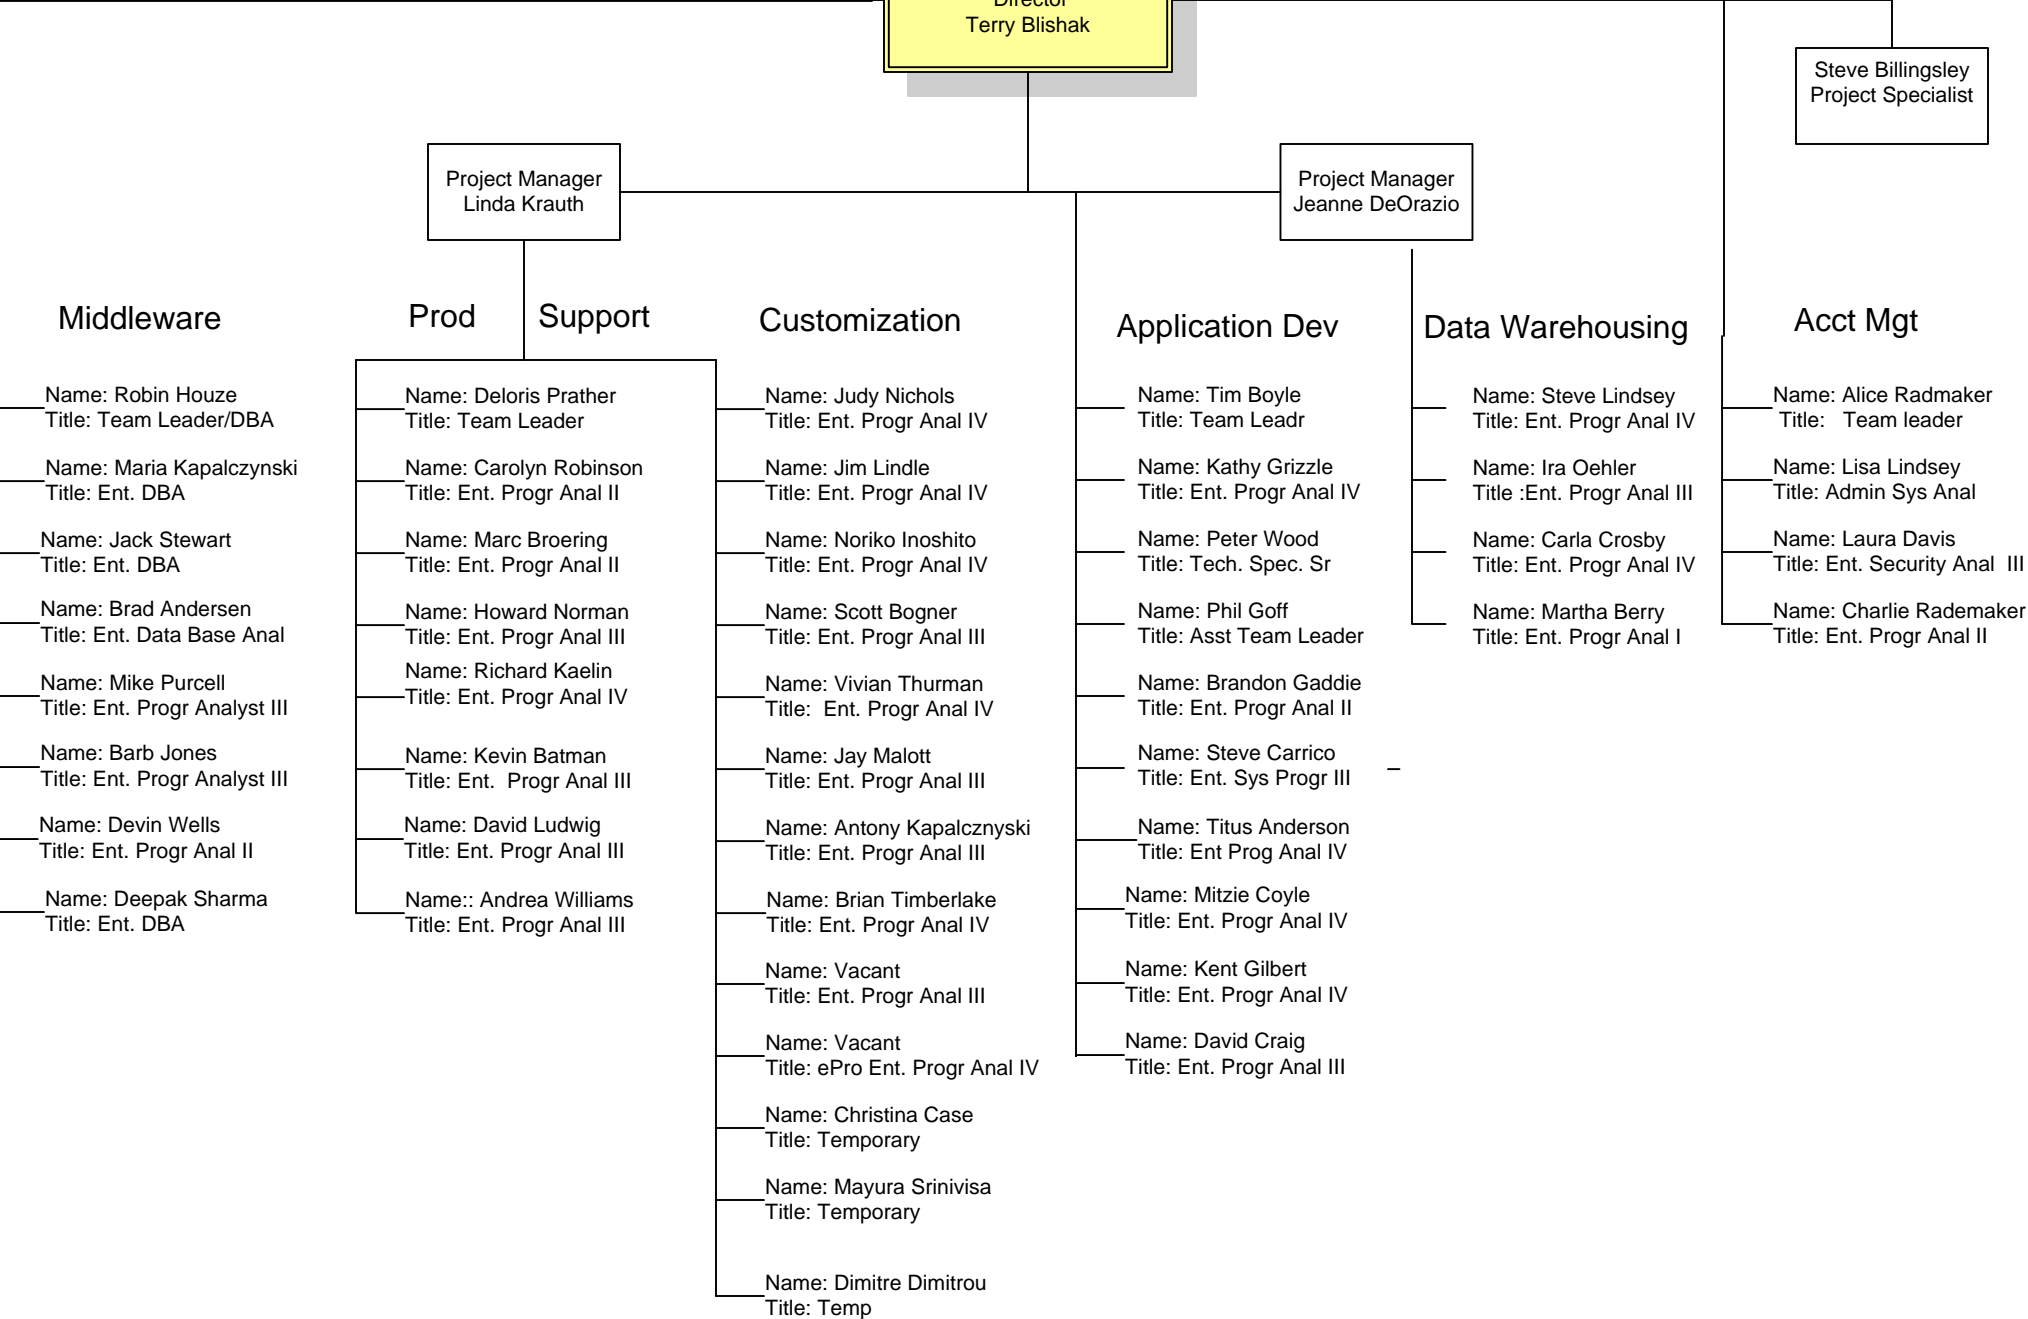 Director
Terry Blishak
Steve Billingsley
Project Specialist
Project Manager
Linda Krauth
Project Manager
Jeanne DeOrazio
Middleware
Name: Robin Houze
Title: Team Leader/DBA
Name: Maria Kapalczynski
Title: Ent. DBA
Name: Jack Stewart
Title: Ent. DBA
Name: Brad Andersen
Title: Ent. Data Base Anal
Name: Mike Purcell
Title: Ent. Progr Analyst III
Name: Barb Jones
Title: Ent. Progr Analyst III
Name: Devin Wells
Title: Ent. Progr Anal II
Name: Deepak Sharma
Title: Ent. DBA
Prod Support
Name: Deloris Prather
Title: Team Leader
Name: Carolyn Robinson
Title: Ent. Progr Anal II
Name: Marc Broering
Title: Ent. Progr Anal II
Name: Howard Norman
Title: Ent. Progr Anal III
Name: Richard Kaelin
Title: Ent. Progr Anal IV
Name: Kevin Batman
Title: Ent. Progr Anal III
Name: David Ludwig
Title: Ent. Progr Anal III
Name:: Andrea Williams
Title: Ent. Progr Anal III
Customization
Name: Judy Nichols
Title: Ent. Progr Anal IV
Name: Jim Lindle
Title: Ent. Progr Anal IV
Name: Noriko Inoshito
Title: Ent. Progr Anal IV
Name: Scott Bogner
Title: Ent. Progr Anal III
Name: Vivian Thurman
Title: Ent. Progr Anal IV
Name: Jay Malott
Title: Ent. Progr Anal III
Name: Antony Kapalcznyski
Title: Ent. Progr Anal III
Name: Brian Timberlake
Title: Ent. Progr Anal IV
Name: Vacant
Title: Ent. Progr Anal III
Name: Vacant
Title: ePro Ent. Progr Anal IV
Name: Christina Case
Title: Temporary
Name: Mayura Srinivisa
Title: Temporary
Name: Dimitre Dimitrou
Title: Temp
Application Dev
Name: Tim Boyle
Title: Team Leadr
Name: Kathy Grizzle
Title: Ent. Progr Anal IV
Name: Peter Wood
Title: Tech. Spec. Sr
Name: Phil Goff
Title: Asst Team Leader
Name: Brandon Gaddie
Title: Ent. Progr Anal II
Name: Steve Carrico
Title: Ent. Sys Progr III
Name: Titus Anderson
Title: Ent Prog Anal IV
Name: Mitzie Coyle
Title: Ent. Progr Anal IV
Name: Kent Gilbert
Title: Ent. Progr Anal IV
Name: David Craig
Title: Ent. Progr Anal III
Data Warehousing
Name: Steve Lindsey
Title: Ent. Progr Anal IV
Name: Ira Oehler
Title :Ent. Progr Anal III
Name: Carla Crosby
Title: Ent. Progr Anal IV
Name: Martha Berry
Title: Ent. Progr Anal I
Acct Mgt
Name: Alice Radmaker
Title: Team leader
Name: Lisa Lindsey
Title: Admin Sys Anal
Name: Laura Davis
Title: Ent. Security Anal III
Name: Charlie Rademaker
Title: Ent. Progr Anal II